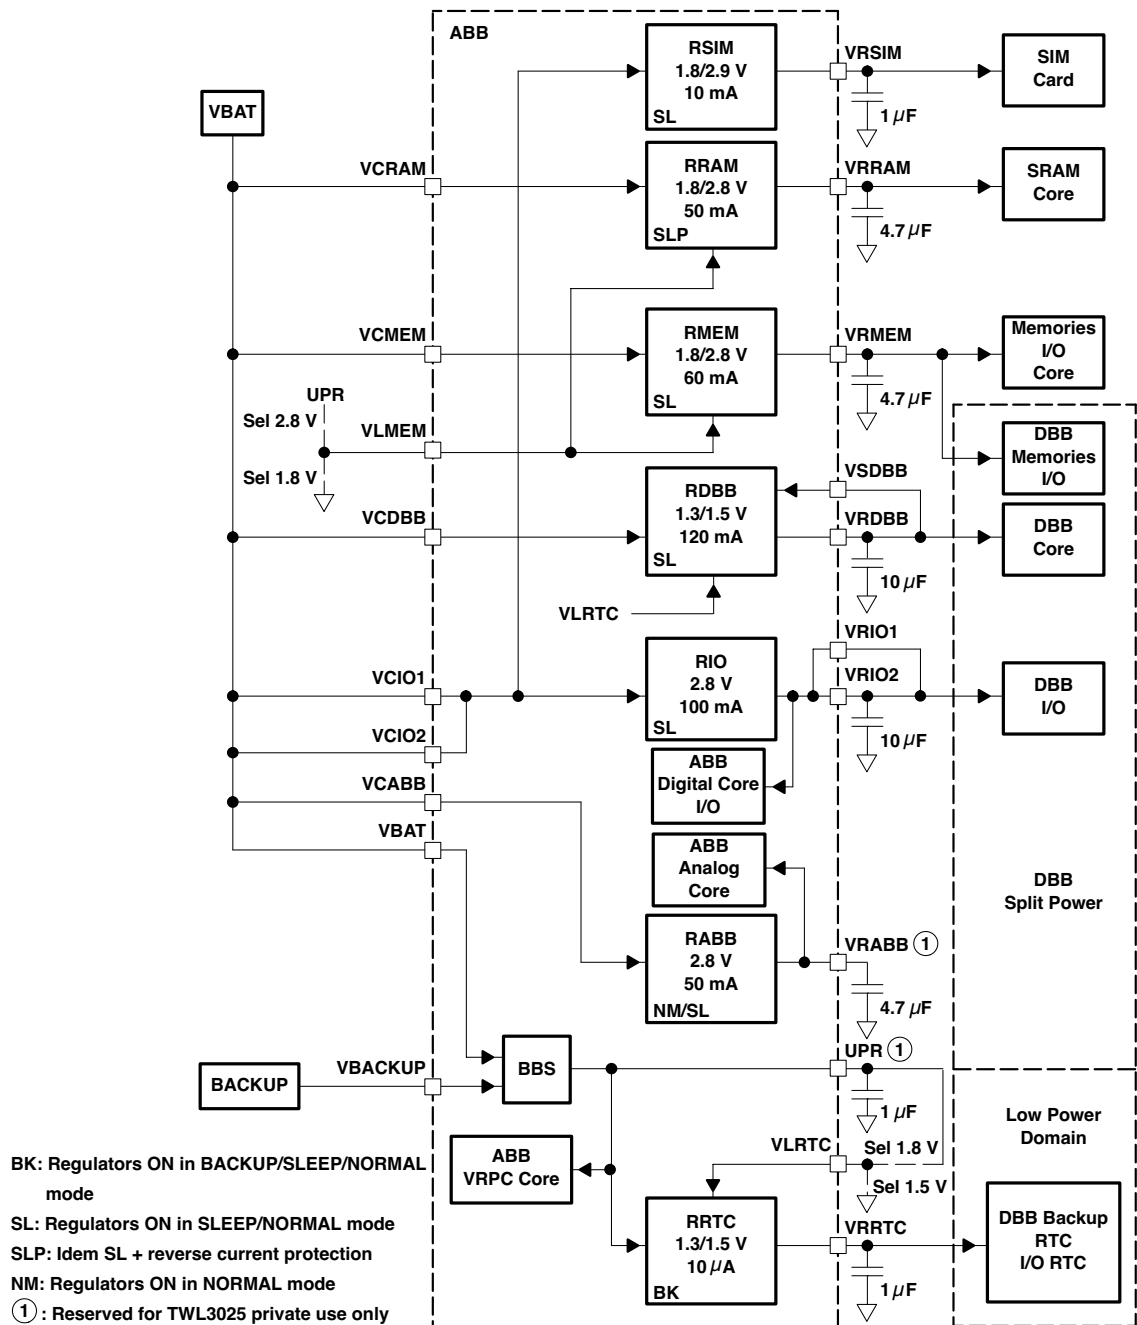 ABB
RSIM
1.8/2.9 V
10 mA
SL
VRSIM
1 µF
SIM
Card
VBAT
VCRAM
RRAM
1.8/2.8 V
50 mA
SLP
VRRAM
4.7 µF
SRAM
Core
VCMEM
RMEM
1.8/2.8 V
60 mA
SL
VRMEM
4.7 µF
Memories
I/O
Core
UPR
Sel 2.8 V
VLMEM
Sel 1.8 V
DBB
Memories
I/O
VCDBB
RDBB
1.3/1.5 V
120 mA
SL
VSDBB
VRDBB
10 µF
DBB
Core
VLRTC
VCIO1
VCIO2
RIO
2.8 V
100 mA
SL
VRIO1
VRIO2
10 µF
DBB
I/O
ABB
Digital Core
I/O
VCABB
VBAT
ABB
Analog
Core
DBB
Split Power
RABB
2.8 V
50 mA
NM/SL
VRABB 1
4.7 µF
BACKUP
VBACKUP
BBS
UPR 1
1 µF
Low Power
Domain
ABB
VRPC Core
VLRTC
Sel 1.8 V
Sel 1.5 V
RRTC
1.3/1.5 V
10 µA
BK
VRRTC
1 µF
DBB Backup
RTC
I/O RTC
BK: Regulators ON in BACKUP/SLEEP/NORMAL
mode
SL: Regulators ON in SLEEP/NORMAL mode
SLP: Idem SL + reverse current protection
NM: Regulators ON in NORMAL mode
1 : Reserved for TWL3025 private use only